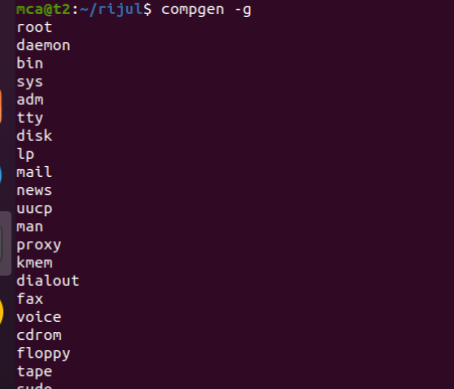 mca@t2:~/rijul$ compgen -g
root
daemon
bin
sys
adm
tty
disk
lp
mail
news
uucp
man
proxy
kmem
dialout
fax
voice
cdrom
floppy
tape
sudo